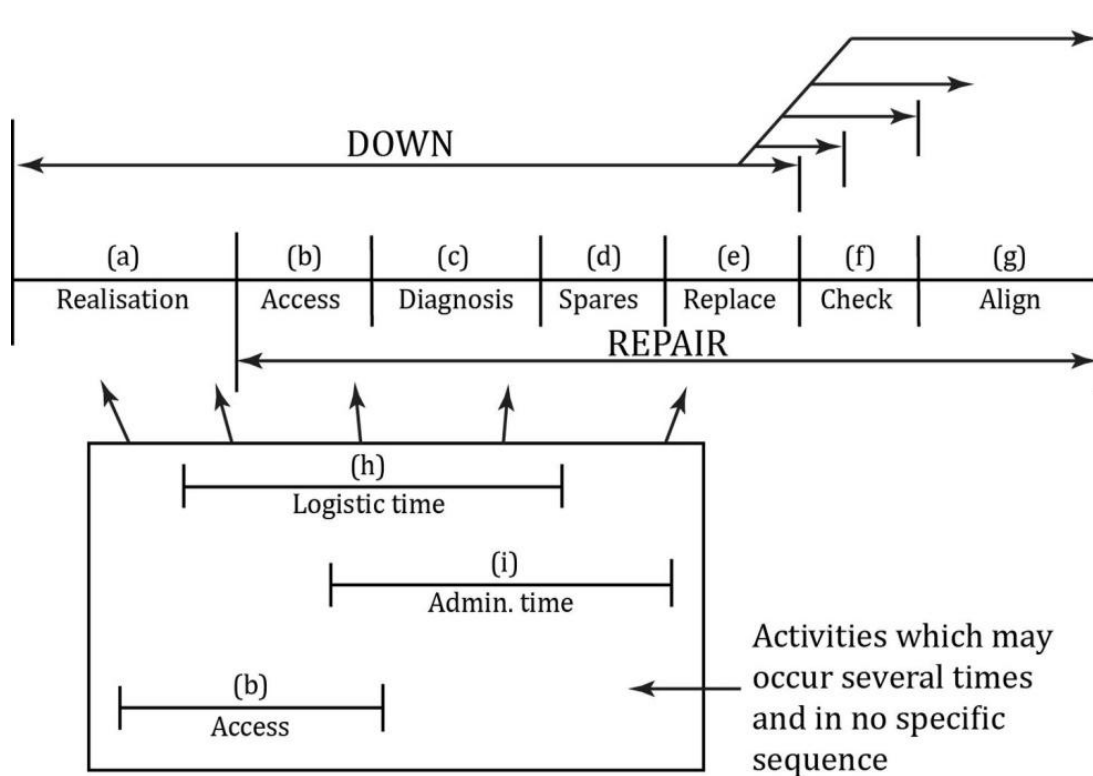 DOWN
(a) (b) (c) (d) (e) (f) (g)
Realisation Access Diagnosis Spares Replace Check Align
REPAIR
(h)
Logistic time
(i)
Admin. time
(b)
Access
Activities which may
occur several times
and in no specific
sequence